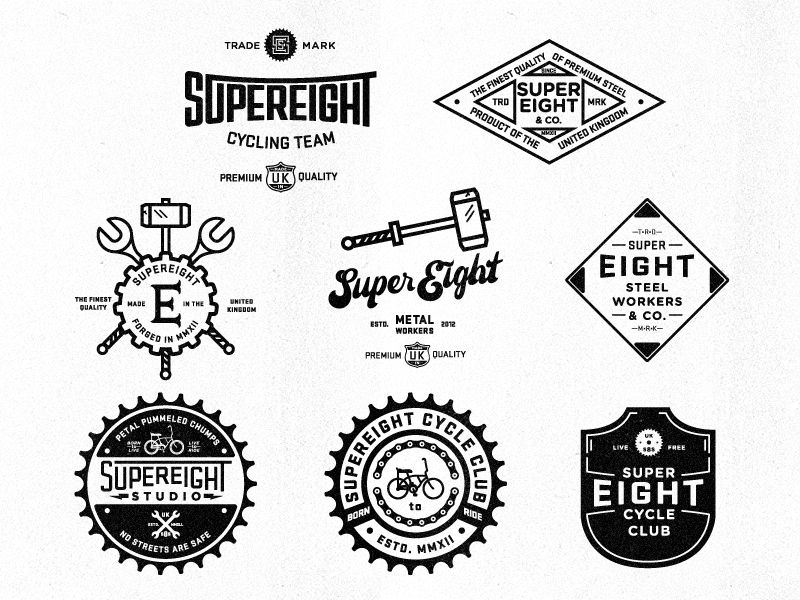 TRADE MARK
SUPEREIGHT
CYCLING TEAM
PREMIUM UK QUALITY
THE FINEST QUALITY OF PREMIUM STEEL
SINCE
TRD SUPER MRK
EIGHT
& CO.
MMXII
PRODUCT OF THE UNITED KINGDOM
SUPEREIGHT
THE FINEST
QUALITY
MADE E IN THE
UNITED
KINGDOM
FORGED IN MMXII
Super Eight
ESTD. METAL 2012
WORKERS
PREMIUM UK QUALITY
T·R·D
SUPER
EIGHT
STEEL
WORKERS
& CO.
M·R·K
PETAL PUMMELED CHUMPS
BORN
to
LIVE
LIVE
to
RIDE
SUPEREIGHT
STUDIO
UK
ESTD. MMXII.
SBS
NO STREETS ARE SAFE
SUPEREIGHT CYCLE CLUB
BORN to RIDE
ESTD. MMXII
LIVE UK FREE
SBS
SUPER
EIGHT
CYCLE
CLUB